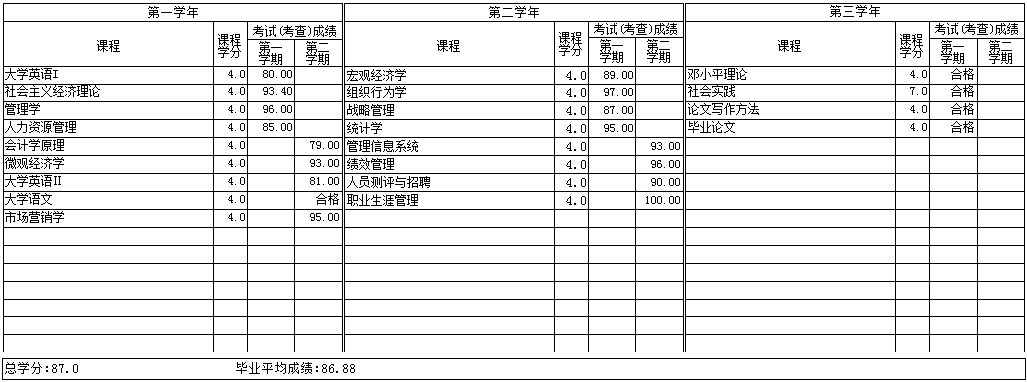 第一学年 第二学年 第三学年
课程 课程学分 考试(考查)成绩 课程 课程学分 考试(考查)成绩 课程 课程学分 考试(考查)成绩
第一学期 第二学期 第一学期 第二学期 第一学期 第二学期
大学英语I 4.0 80.00 宏观经济学 4.0 89.00 邓小平理论 4.0 合格
社会主义经济理论 4.0 93.40 组织行为学 4.0 97.00 社会实践 7.0 合格
管理学 4.0 96.00 战略管理 4.0 87.00 论文写作方法 4.0 合格
人力资源管理 4.0 85.00 统计学 4.0 95.00 毕业论文 4.0 合格
会计学原理 4.0 79.00 管理信息系统 4.0 93.00
微观经济学 4.0 93.00 绩效管理 4.0 96.00
大学英语II 4.0 81.00 人员测评与招聘 4.0 90.00
大学语文 4.0 合格 职业生涯管理 4.0 100.00
市场营销学 4.0 95.00
总学分:87.0 毕业平均成绩:86.88